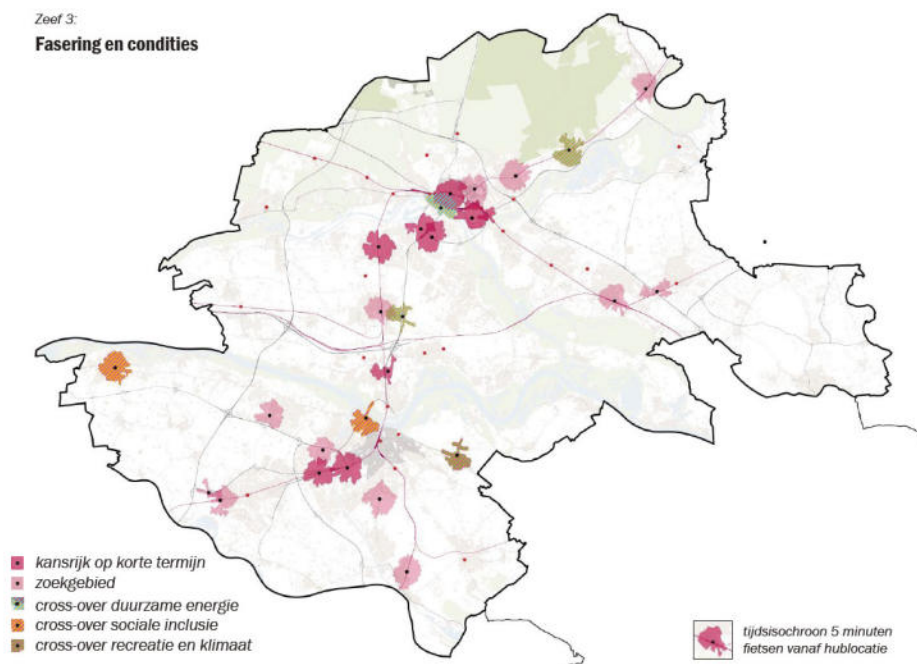 Zeef 3:
Fasering en condities
kansrijk op korte termijn
zoekgebied
cross-over duurzame energie
cross-over sociale inclusie
cross-over recreatie en klimaat
tijdsisochroon 5 minuten
fietsen vanaf hublocatie